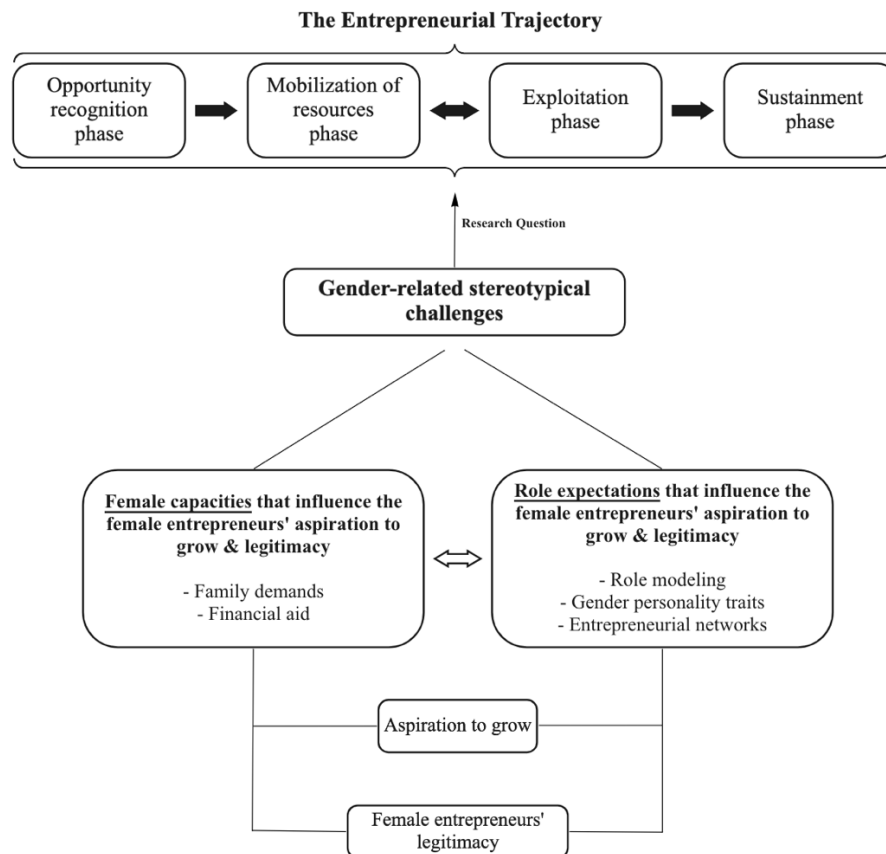 The Entrepreneurial Trajectory
Opportunity
recognition
phase
Mobilization of
resources
phase
Exploitation
phase
Sustainment
phase
Research Question
Gender-related stereotypical
challenges
Female capacities that influence the
female entrepreneurs' aspiration to
grow & legitimacy
- Family demands
- Financial aid
Role expectations that influence the
female entrepreneurs' aspiration to
grow & legitimacy
- Role modeling
- Gender personality traits
- Entrepreneurial networks
Aspiration to grow
Female entrepreneurs'
legitimacy